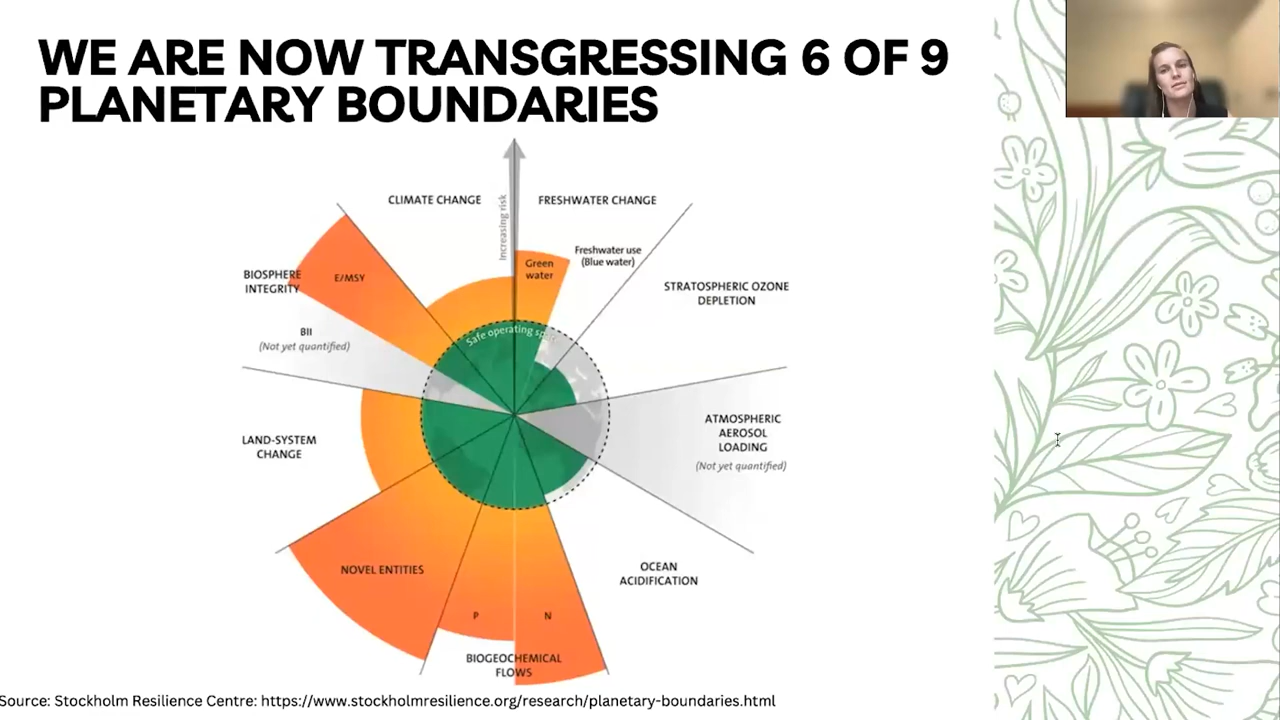 WE ARE NOW TRANSGRESSING 6 OF 9
PLANETARY BOUNDARIES
CLIMATE CHANGE
FRESHWATER CHANGE
Increasing risk
Freshwater use
(Blue water)
Green
water
BIOSPHERE
INTEGRITY
E/MSY
STRATOSPHERIC OZONE
DEPLETION
BII
(Not yet quantified)
Safe operating
LAND-SYSTEM
CHANGE
ATMOSPHERIC
AEROSOL
LOADING
(Not yet quantified)
NOVEL ENTITIES
OCEAN
ACIDIFICATION
P
N
BIOGEOCHEMICAL
FLOWS
Source: Stockholm Resilience Centre: https://www.stockholmresilience.org/research/planetary-boundaries.html